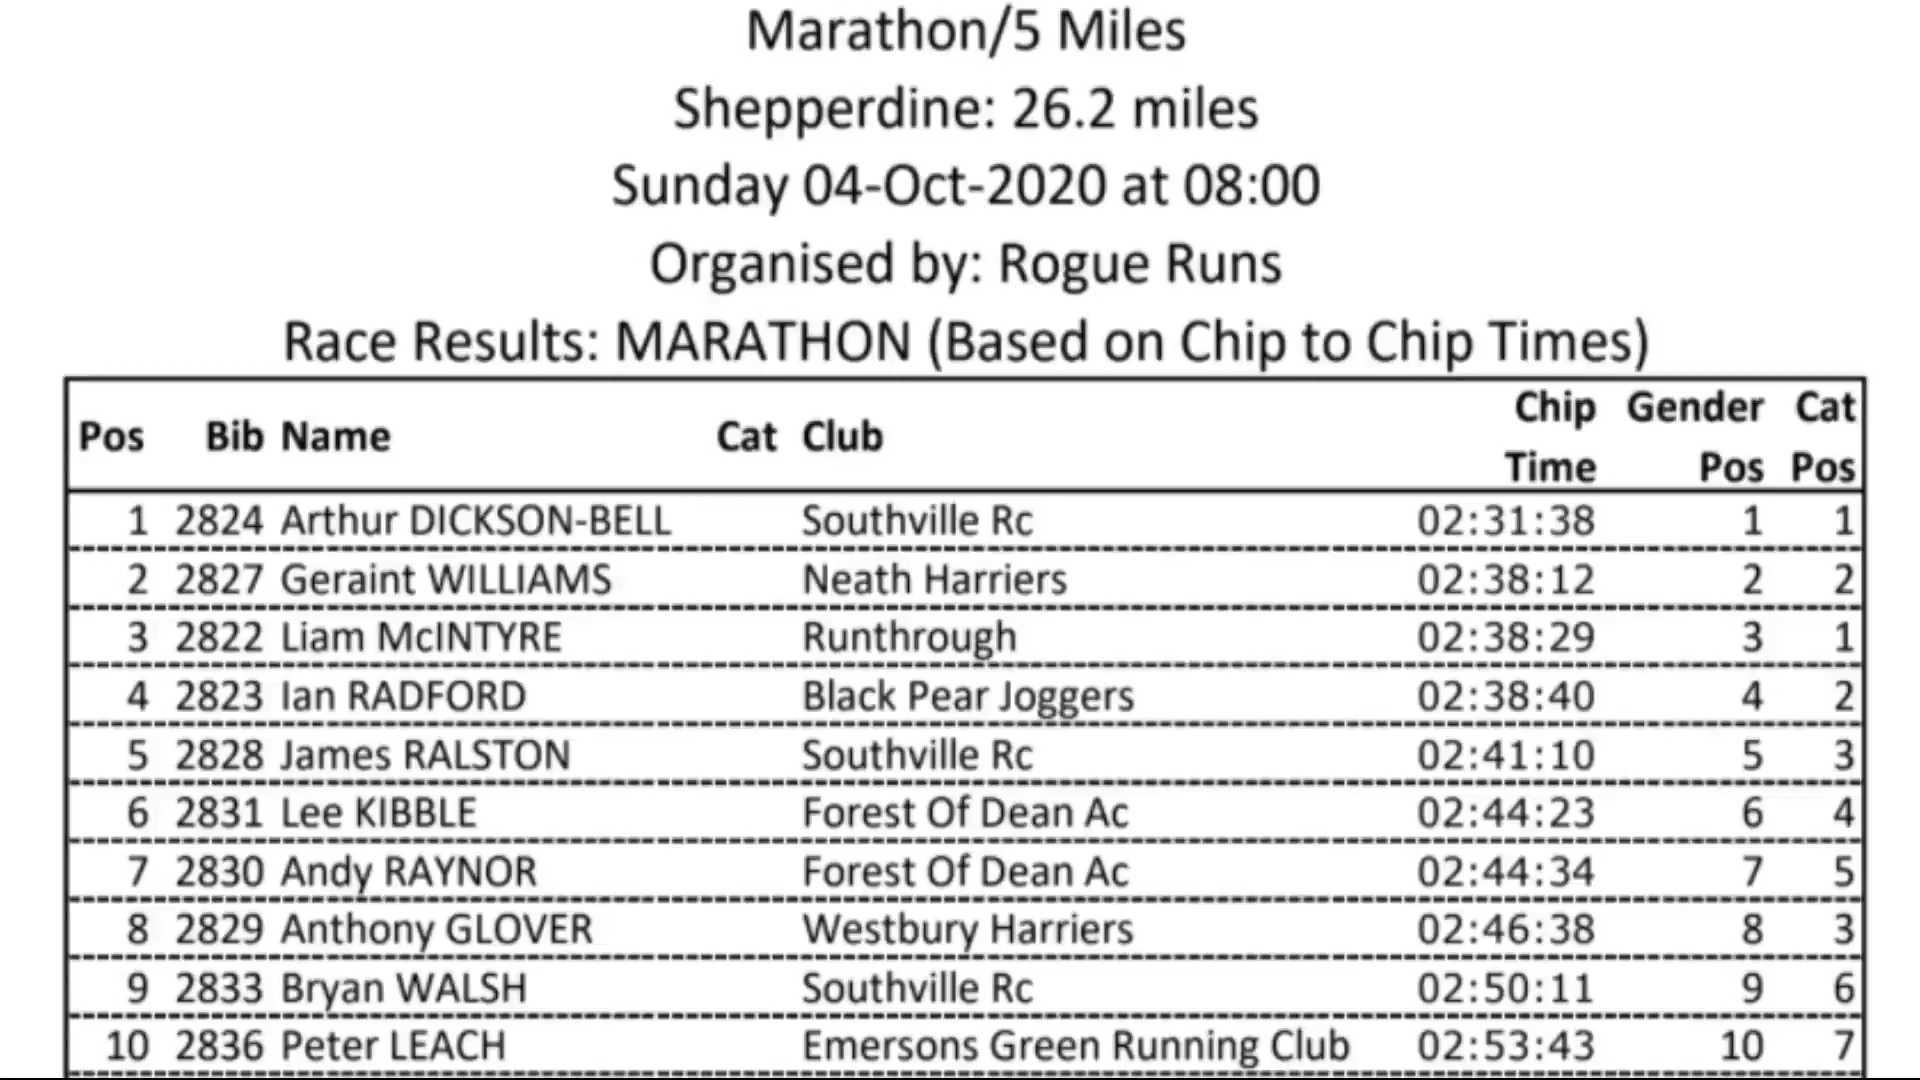 Marathon/5 Miles
Shepperdine: 26.2 miles
Sunday 04-Oct-2020 at 08:00
Organised by: Rogue Runs
Race Results: MARATHON (Based on Chip to Chip Times)
Pos Bib Name Cat Club Chip Time Gender Pos Cat Pos
1 2824 Arthur DICKSON-BELL Southville Rc 02:31:38 1 1
2 2827 Geraint WILLIAMS Neath Harriers 02:38:12 2 2
3 2822 Liam McINTYRE Runthrough 02:38:29 3 1
4 2823 Ian RADFORD Black Pear Joggers 02:38:40 4 2
5 2828 James RALSTON Southville Rc 02:41:10 5 3
6 2831 Lee KIBBLE Forest Of Dean Ac 02:44:23 6 4
7 2830 Andy RAYNOR Forest Of Dean Ac 02:44:34 7 5
8 2829 Anthony GLOVER Westbury Harriers 02:46:38 8 3
9 2833 Bryan WALSH Southville Rc 02:50:11 9 6
10 2836 Peter LEACH Emersons Green Running Club 02:53:43 10 7